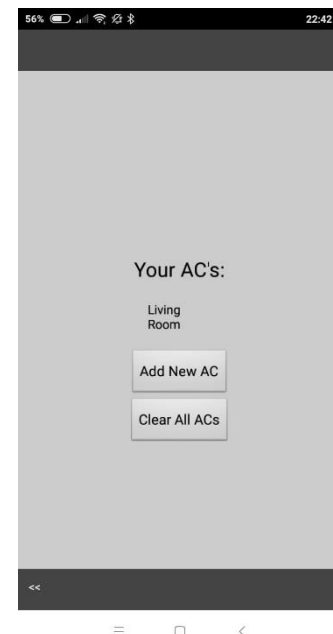 56% 22:42
Your AC's:
Living
Room
Add New AC
Clear All ACs
<<